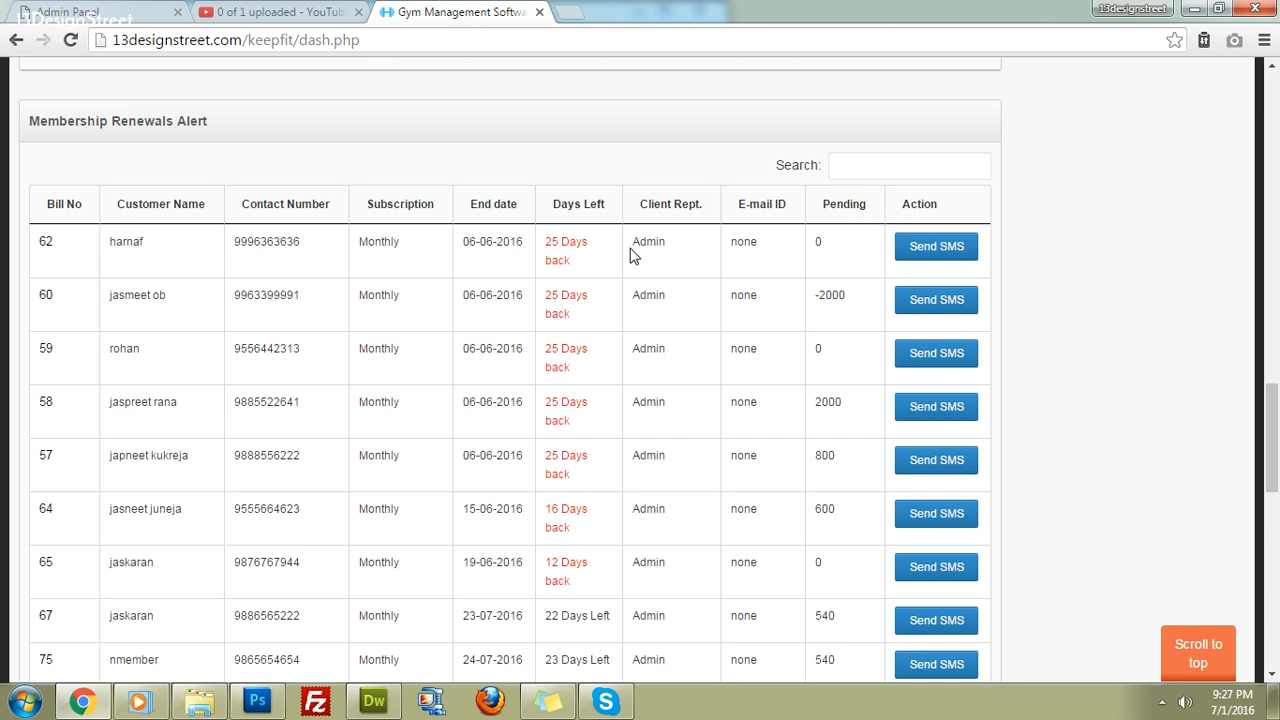 Admin Panel
0 of 1 uploaded - YouTub
Gym Management Softwa
13designstreet
13DesignStreet
13designstreet.com/keepfit/dash.php
Membership Renewals Alert
Search:
Bill No Customer Name Contact Number Subscription End date Days Left Client Rept. E-mail ID Pending Action
62 harnaf 9996363636 Monthly 06-06-2016 25 Days Admin none 0 Send SMS
back
60 jasmeet ob 9963399991 Monthly 06-06-2016 25 Days Admin none -2000 Send SMS
back
59 rohan 9556442313 Monthly 06-06-2016 25 Days Admin none 0 Send SMS
back
58 jaspreet rana 9885522641 Monthly 06-06-2016 25 Days Admin none 2000 Send SMS
back
57 japneet kukreja 9888556222 Monthly 06-06-2016 25 Days Admin none 800 Send SMS
back
64 jasneet juneja 9555664623 Monthly 15-06-2016 16 Days Admin none 600 Send SMS
back
65 jaskaran 9876767944 Monthly 19-06-2016 12 Days Admin none 0 Send SMS
back
67 jaskaran 9886565222 Monthly 23-07-2016 22 Days Left Admin none 540 Send SMS
75 nmember 9865654654 Monthly 24-07-2016 23 Days Left Admin none 540 Send SMS
Scroll to
top
Ps
Fz
Dw
S
9:27 PM
7/1/2016